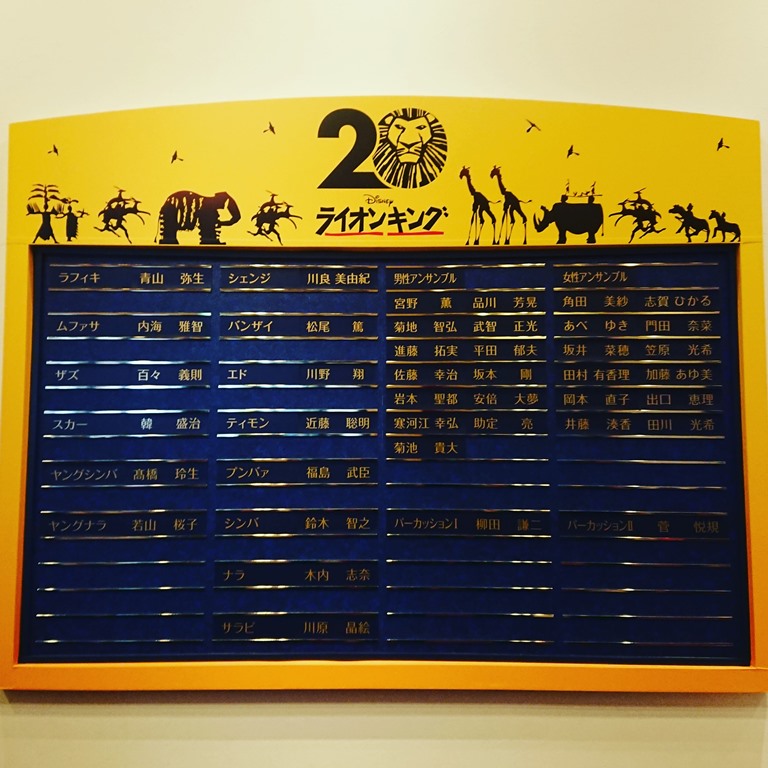 20
DISNEY
ライオンキング
ラフィキ 青山 弥生
ムファサ 内海 雅智
ザズ 百々 義則
スカー 韓 盛治
ヤングシンバ 髙橋 玲生
ヤングナラ 若山 桜子
シェンジ 川良 美由紀
バンザイ 松尾 篤
エド 川野 翔
ティモン 近藤 聡明
プンバァ 福島 武臣
シンバ 鈴木 智之
ナラ 木内 志奈
サラビ 川原 晶絵
男性アンサンブル
宮野 薫 品川 芳晃
菊地 智弘 武智 正光
進藤 拓実 平田 郁夫
佐藤 幸治 坂本 剛
岩本 聖都 安倍 大夢
寒河江 幸弘 助定 亮
菊池 貴大
パーカッションI 柳田 謙二
女性アンサンブル
角田 美紗 志賀 ひかる
あべ ゆき 門田 奈菜
坂井 菜穂 笠原 光希
田村 有香理 加藤 あゆ美
岡本 直子 出口 恵理
井藤 湊香 田川 光希
パーカッションII 菅 悦規